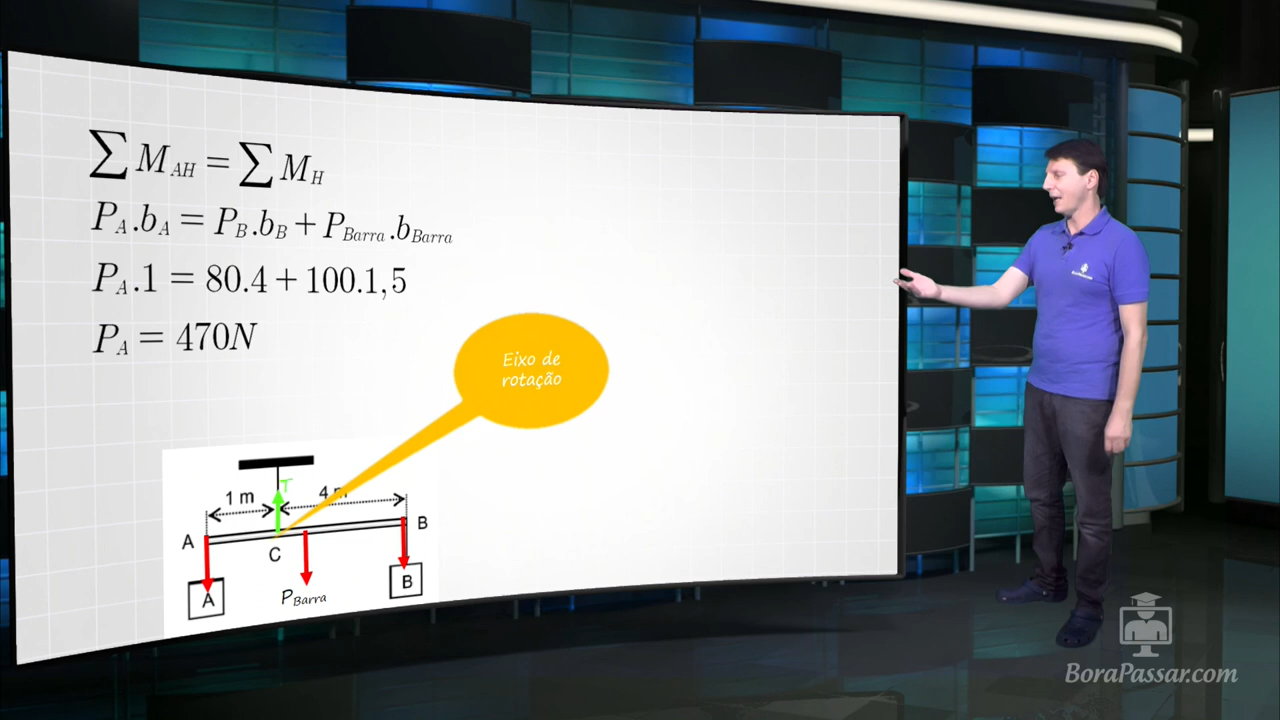 ∑ M_AH = ∑ M_H
P_A.b_A = P_B.b_B + P_Barra.b_Barra
P_A.1 = 80.4 + 100.1,5
P_A = 470N
Eixo de
rotação
T
1 m
4 m
A
B
C
A
P_Barra
B
BoraPassar.com